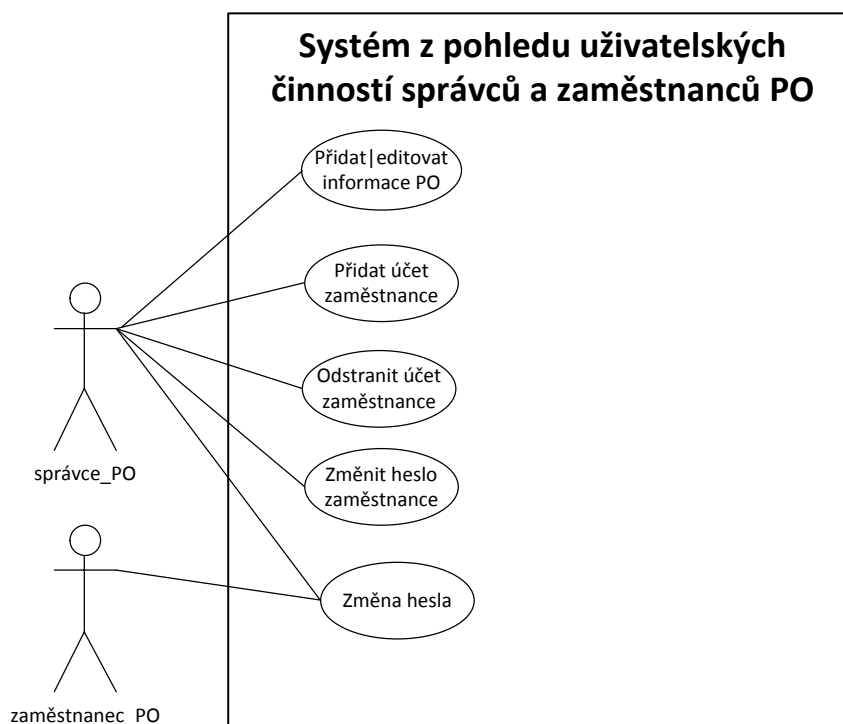 Systém z pohledu uživatelských
činností správců a zaměstnanců PO
Přidat|editovat
informace PO
Přidat účet
zaměstnance
Odstranit účet
zaměstnance
správce_PO
Změnit heslo
zaměstnance
Změna hesla
zaměstnanec_PO